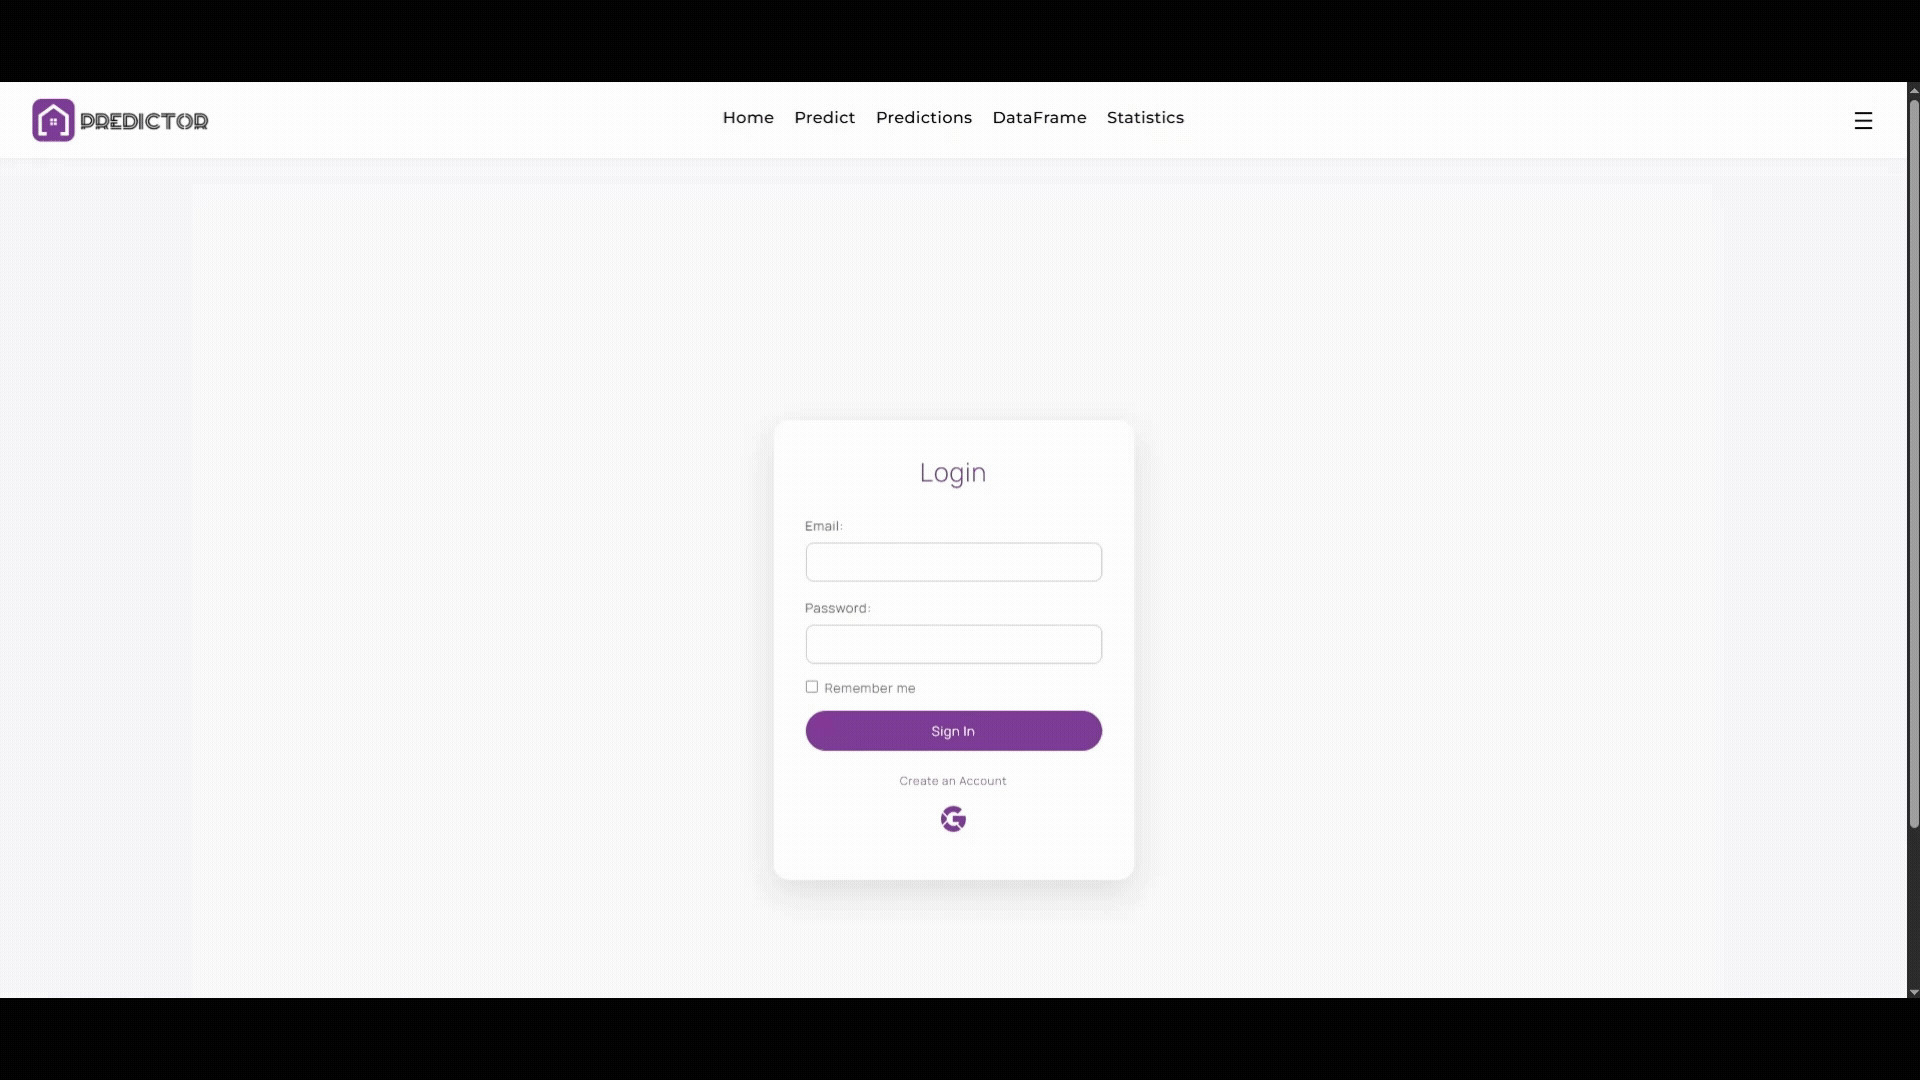 PREDICTOR
Home Predict Predictions DataFrame Statistics
Login
Email:
Password:
Remember me
Sign In
Create an Account